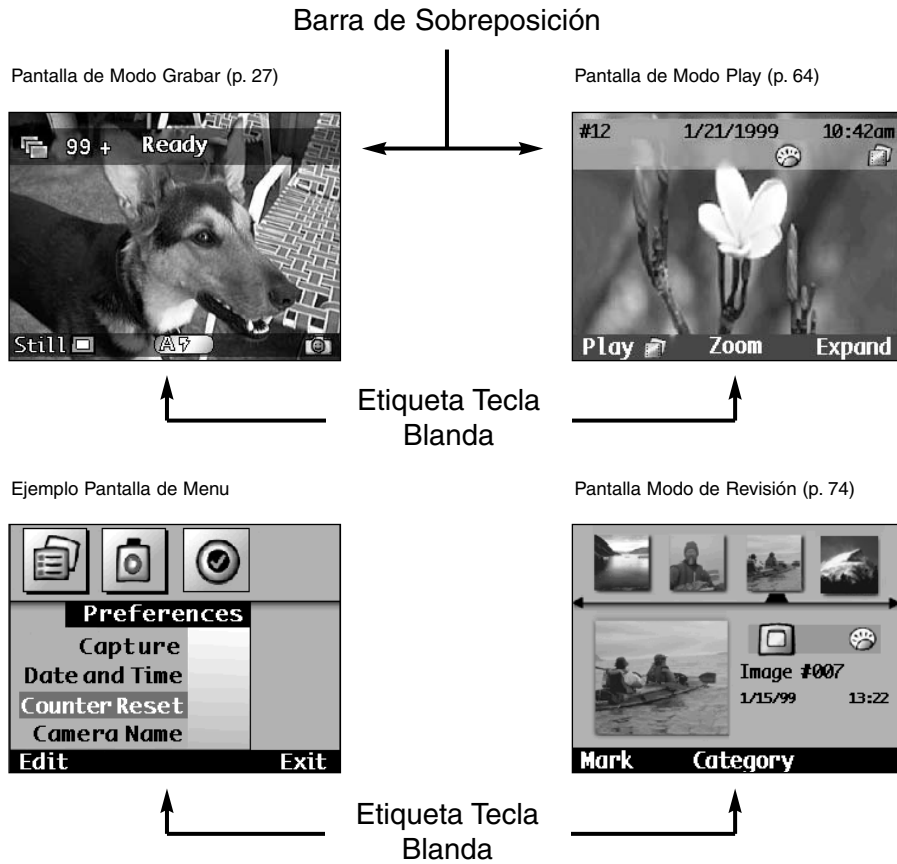 Barra de Sobreposición
Pantalla de Modo Grabar (p. 27)
Pantalla de Modo Play (p. 64)
99 +
Ready
#12
1/21/1999
10:42am
Still
A
Play
Zoom
Expand
Etiqueta Tecla
Blanda
Ejemplo Pantalla de Menu
Pantalla Modo de Revisión (p. 74)
Preferences
Capture
Date and Time
Counter Reset
Camera Name
Edit
Exit
Image #007
1/15/99
13:22
Mark
Category
Etiqueta Tecla
Blanda